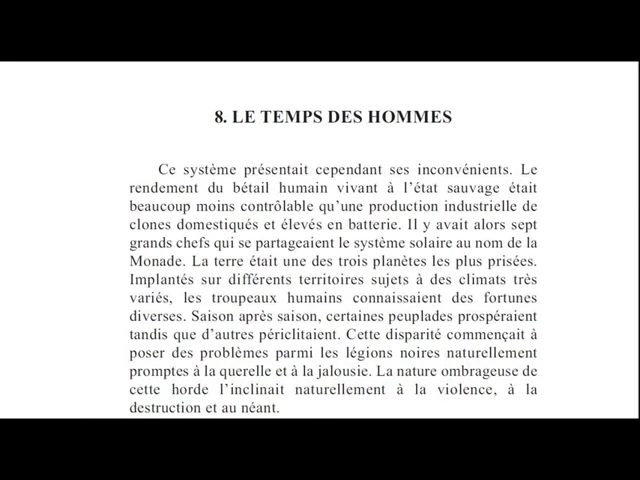 8. LE TEMPS DES HOMMES
Ce système présentait cependant ses inconvénients. Le
rendement du bétail humain vivant à l’état sauvage était
beaucoup moins contrôlable qu’une production industrielle de
clones domestiqués et élevés en batterie. Il y avait alors sept
grands chefs qui se partageaient le système solaire au nom de la
Monade. La terre était une des trois planètes les plus prisées.
Implantés sur différents territoires sujets à des climats très
variés, les troupeaux humains connaissaient des fortunes
diverses. Saison après saison, certaines peuplades prospéraient
tandis que d’autres périclitaient. Cette disparité commençait à
poser des problèmes parmi les légions noires naturellement
promptes à la querelle et à la jalousie. La nature ombrageuse de
cette horde l’inclinait naturellement à la violence, à la
destruction et au néant.